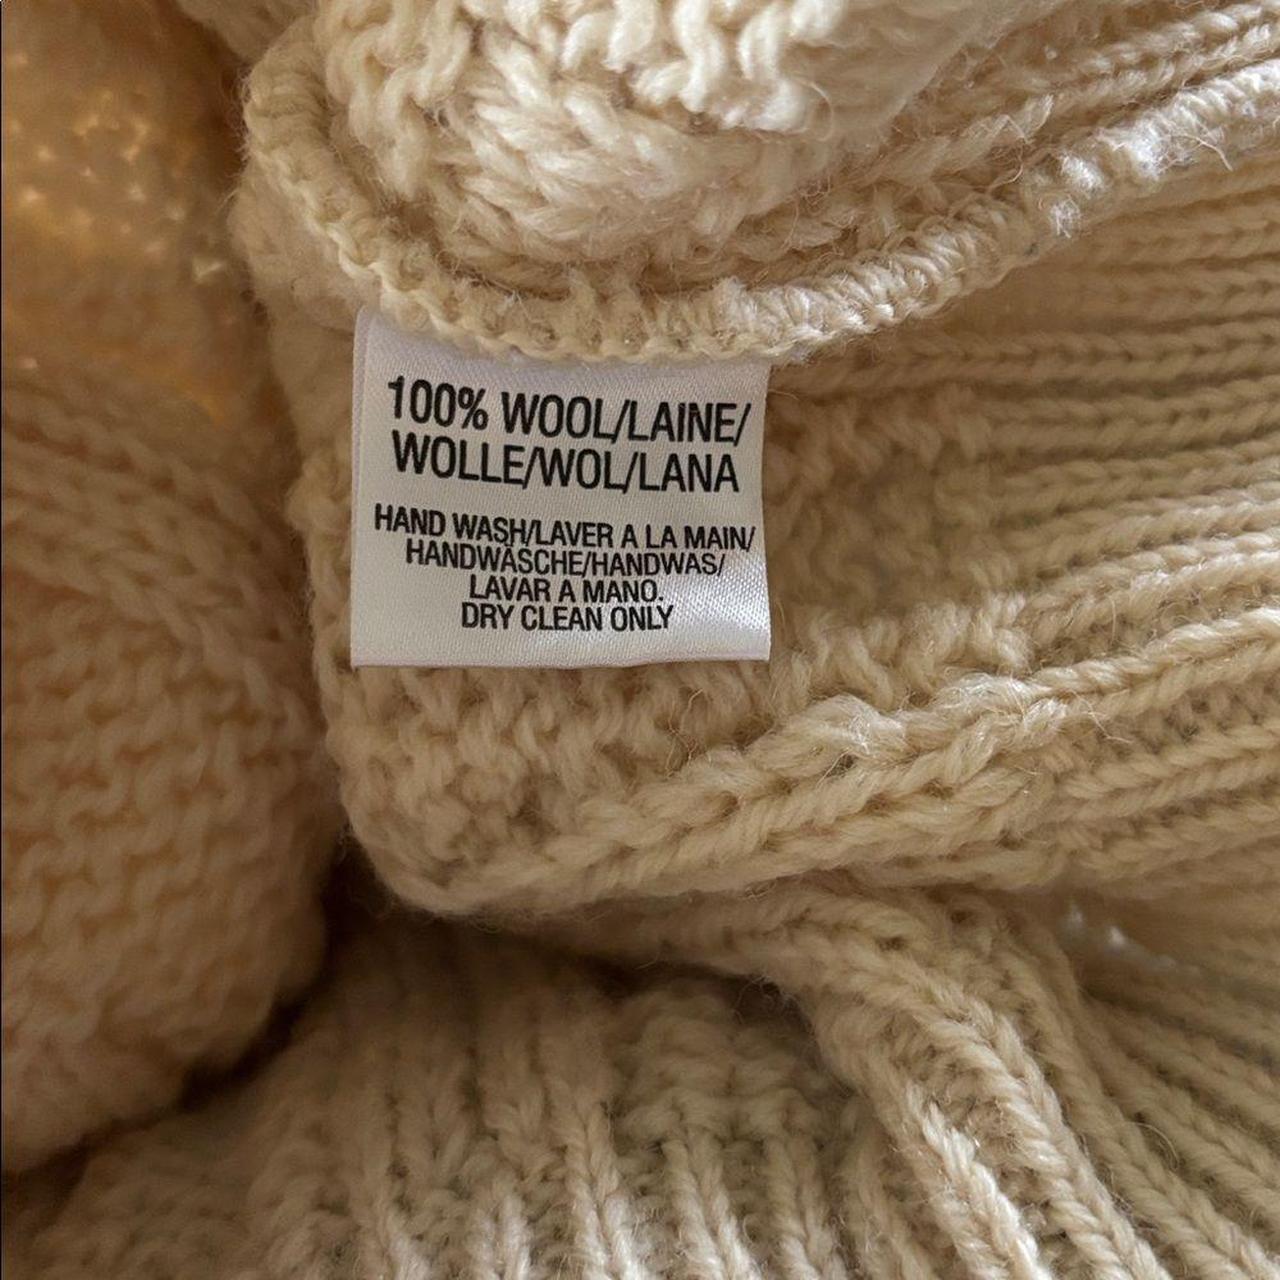 100% WOOL/LAINE/
WOLLE/WOL/LANA
HAND WASH/LAVER A LA MAIN/
HANDWÄSCHE/HANDWAS/
LAVAR A MANO.
DRY CLEAN ONLY